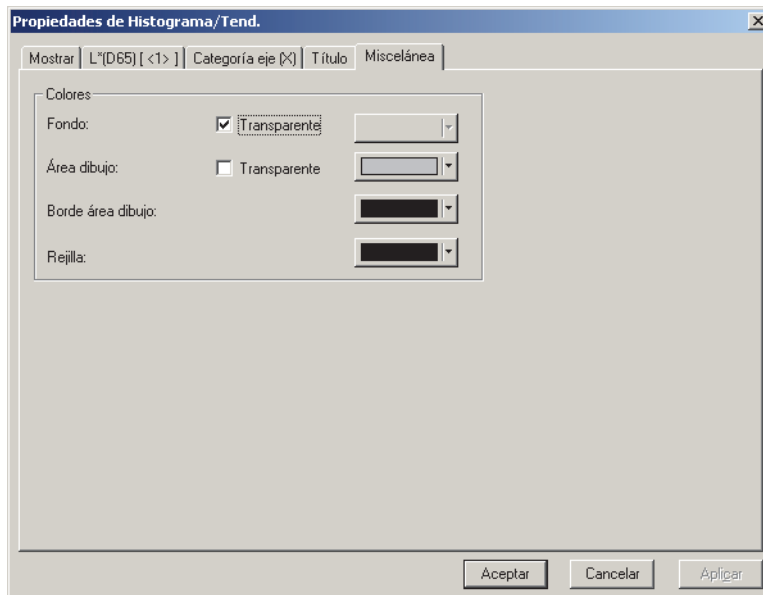 Propiedades de Histograma/Tend.
Mostrar L*(D65) [ <1> ] Categoría eje (X) Título Miscelánea
Colores
Fondo: Transparente
Área dibujo: Transparente
Borde área dibujo:
Rejilla:
Aceptar Cancelar Aplicar